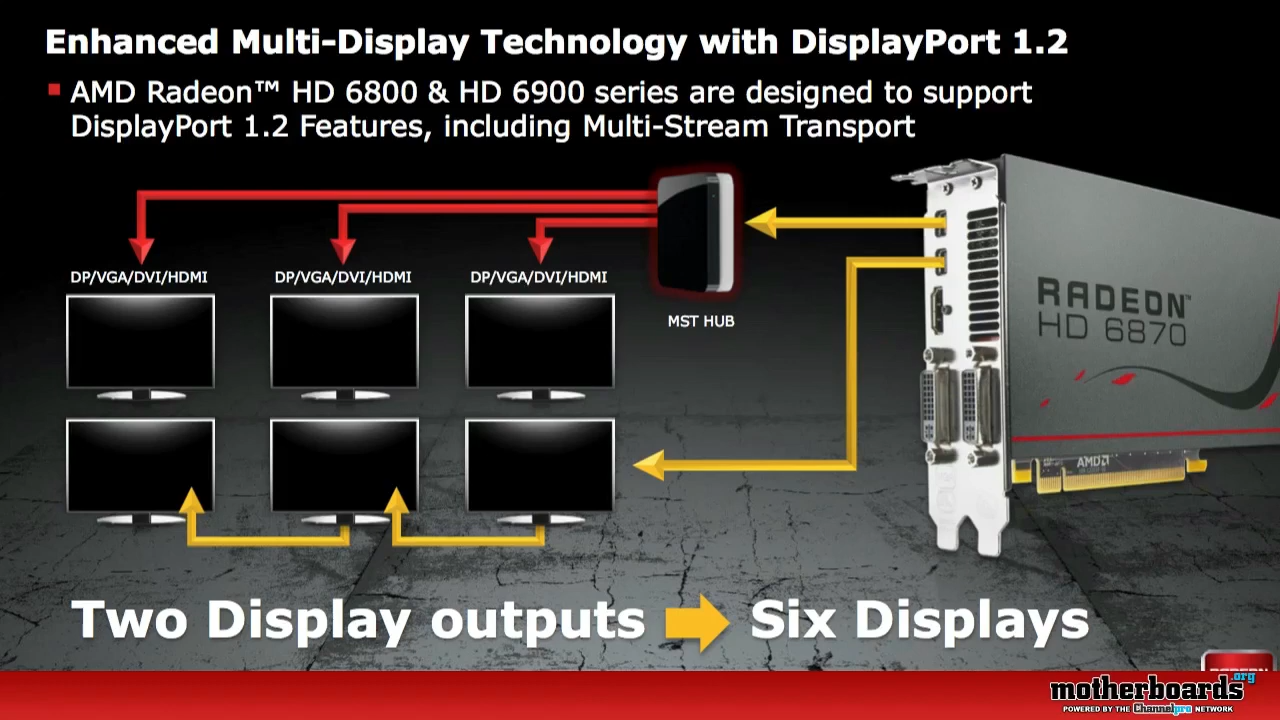 Enhanced Multi-Display Technology with DisplayPort 1.2
AMD Radeon™ HD 6800 & HD 6900 series are designed to support
DisplayPort 1.2 Features, including Multi-Stream Transport
DP/VGA/DVI/HDMI
DP/VGA/DVI/HDMI
DP/VGA/DVI/HDMI
MST HUB
RADEON™
HD 6870
AMD
Two Display outputs
Six Displays
motherboards.org
POWERED BY THE Channelpro NETWORK